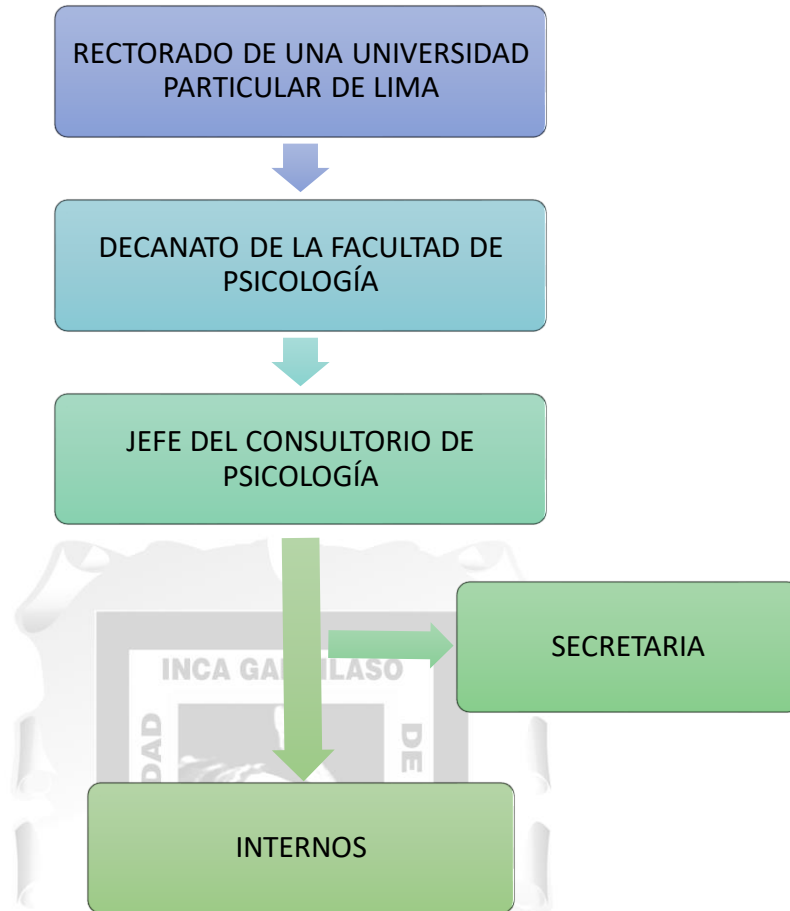 RECTORADO DE UNA UNIVERSIDAD
PARTICULAR DE LIMA
DECANATO DE LA FACULTAD DE
PSICOLOGÍA
JEFE DEL CONSULTORIO DE
PSICOLOGÍA
SECRETARIA
INCA
DE
INTERNOS